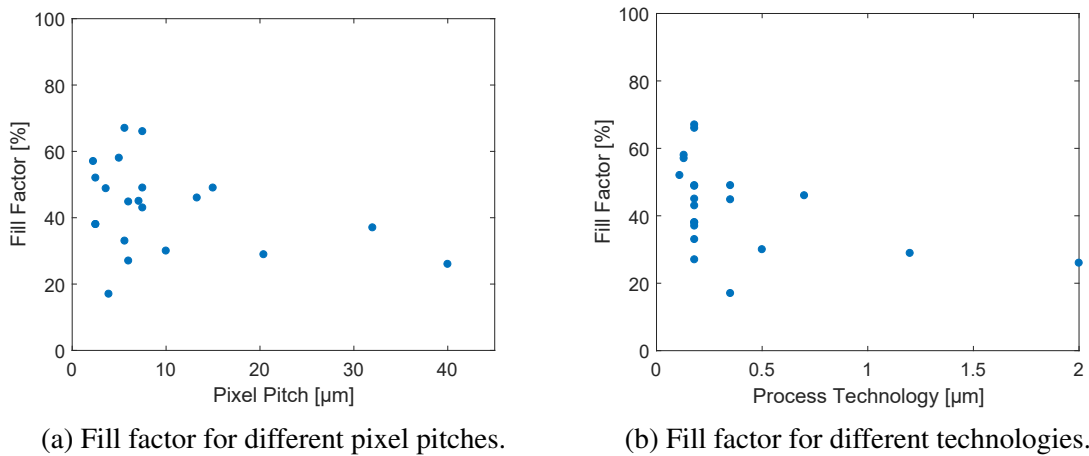 100
80
60
40
20
0
Fill Factor [%]
0 10 20 30 40
Pixel Pitch [µm]
(a) Fill factor for different pixel pitches.
100
80
60
40
20
0
Fill Factor [%]
0 0.5 1 1.5 2
Process Technology [µm]
(b) Fill factor for different technologies.